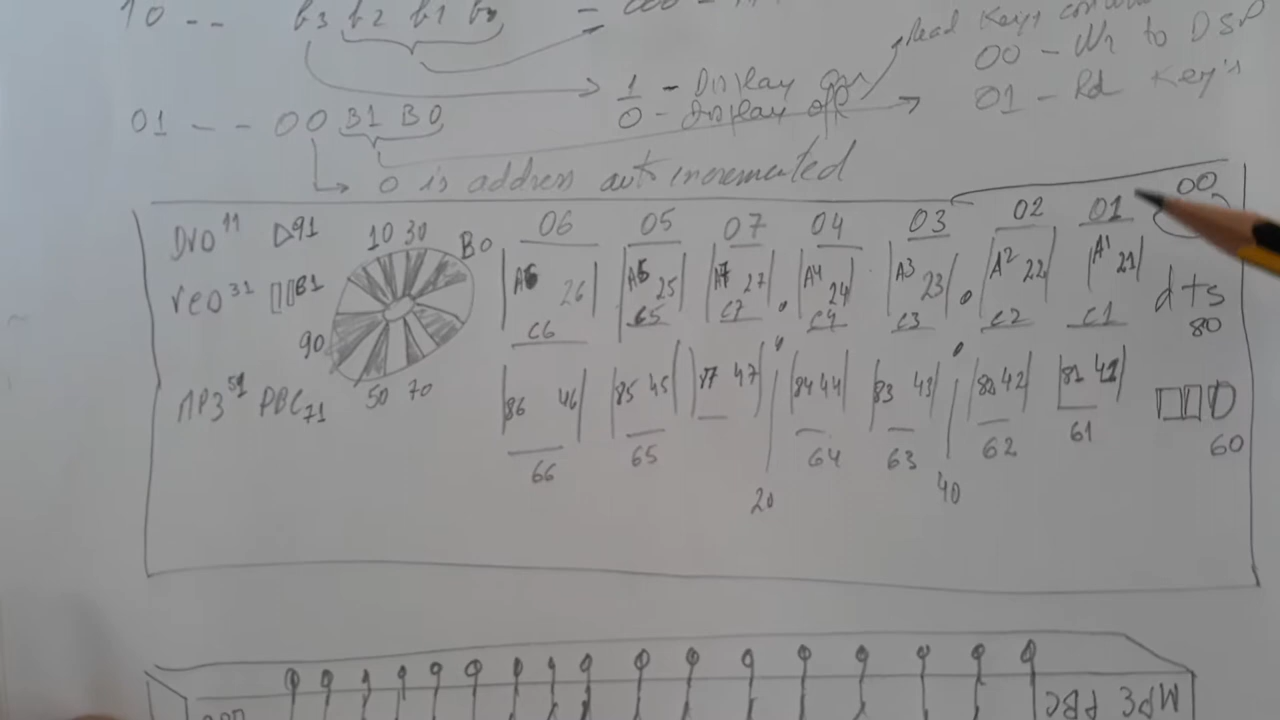 10 -- b3 b2 b1 b0 =
Read Keys
1 - Display on
0 - Display off
00 - Wr to DSP
01 - Rd Key's
01 --- 00 B1 B0
0 is address auto incremented
DVD 11 91 10 30 B0 06 05 07 04 03 02 01 00
31 B1 A6 26 A5 25 A7 27 A4 24 A3 23 A2 22 A1 21 dts
90 C6 C5 C7 C4 C3 C2 C1 80
MP3 51 PBC 71 50 70 86 46 85 45 87 47 84 44 83 43 82 42 81 41
66 65 64 63 62 61 60
20 40